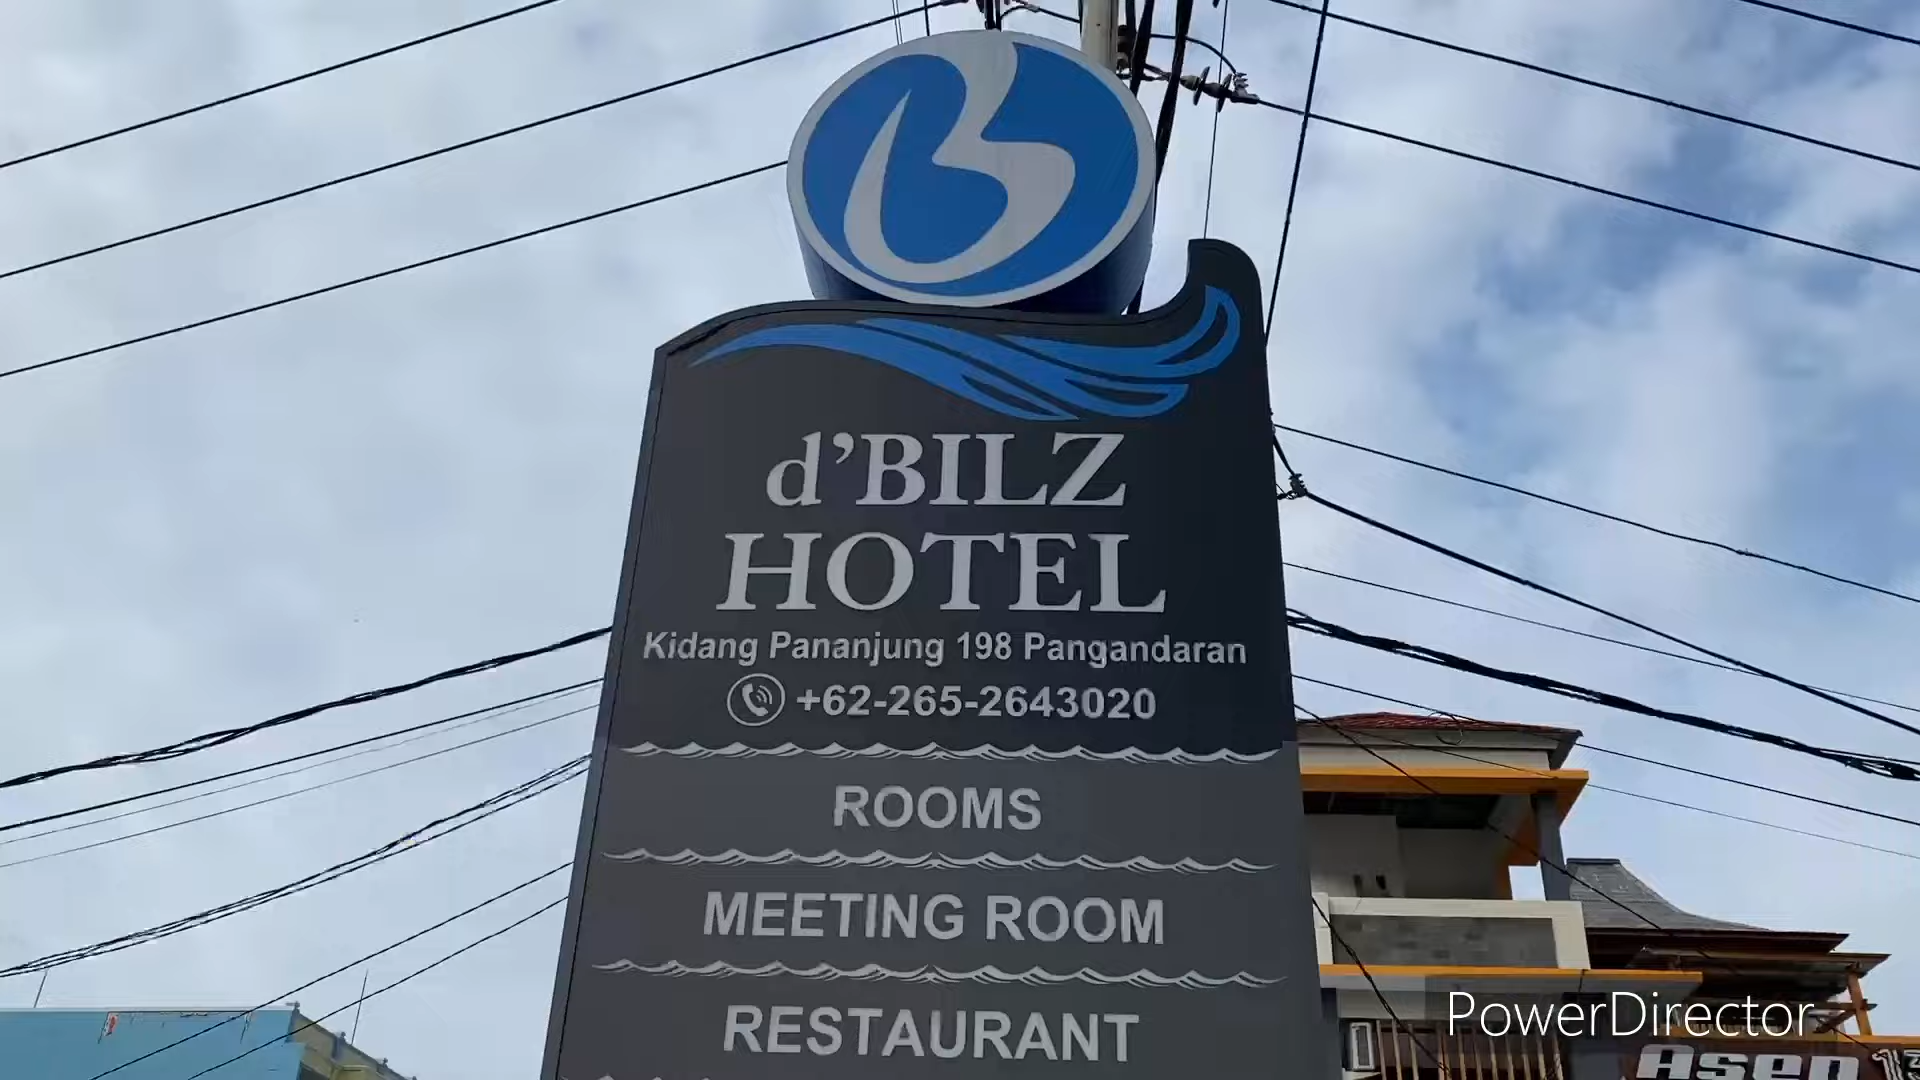 B
d'BILZ
HOTEL
Kidang Pananjung 198 Pangandaran
+62-265-2643020
ROOMS
MEETING ROOM
RESTAURANT
PowerDirector
Asep